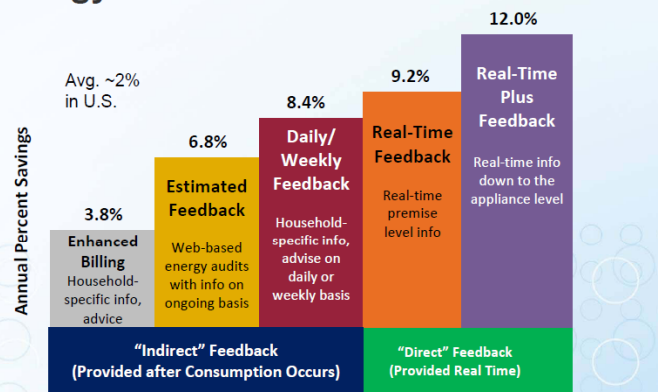 Avg. ~2%
in U.S.
Annual Percent Savings
3.8%
Enhanced
Billing
Household-
specific info,
advice
6.8%
Estimated
Feedback
Web-based
energy audits
with info on
ongoing basis
8.4%
Daily/
Weekly
Feedback
Household-
specific info,
advise on
daily or
weekly basis
9.2%
Real-Time
Feedback
Real-time
premise
level info
12.0%
Real-Time
Plus
Feedback
Real-time info
down to the
appliance level
“Indirect” Feedback
(Provided after Consumption Occurs)
“Direct” Feedback
(Provided Real Time)